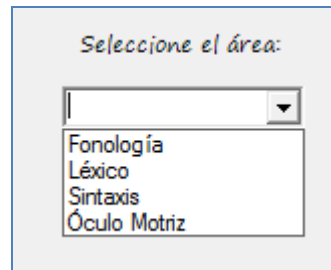 Seleccione el área:
Fonología
Léxico
Sintaxis
Óculo Motriz